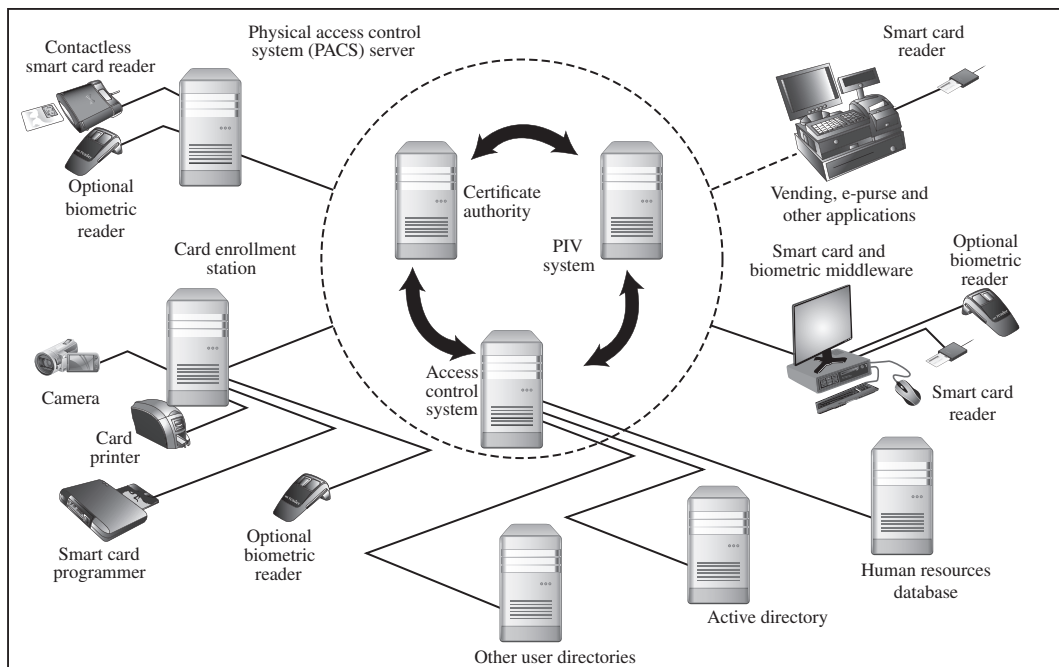 Physical access control
system (PACS) server
Contactless
smart card reader
Optional
biometric
reader
Smart card
reader
Vending, e-purse and
other applications
Certificate
authority
PIV
system
Access
control
system
Card enrollment
station
Camera
Card
printer
Smart card
programmer
Optional
biometric
reader
Smart card and
biometric middleware
Optional
biometric reader
Smart card
reader
Human resources
database
Active directory
Other user directories